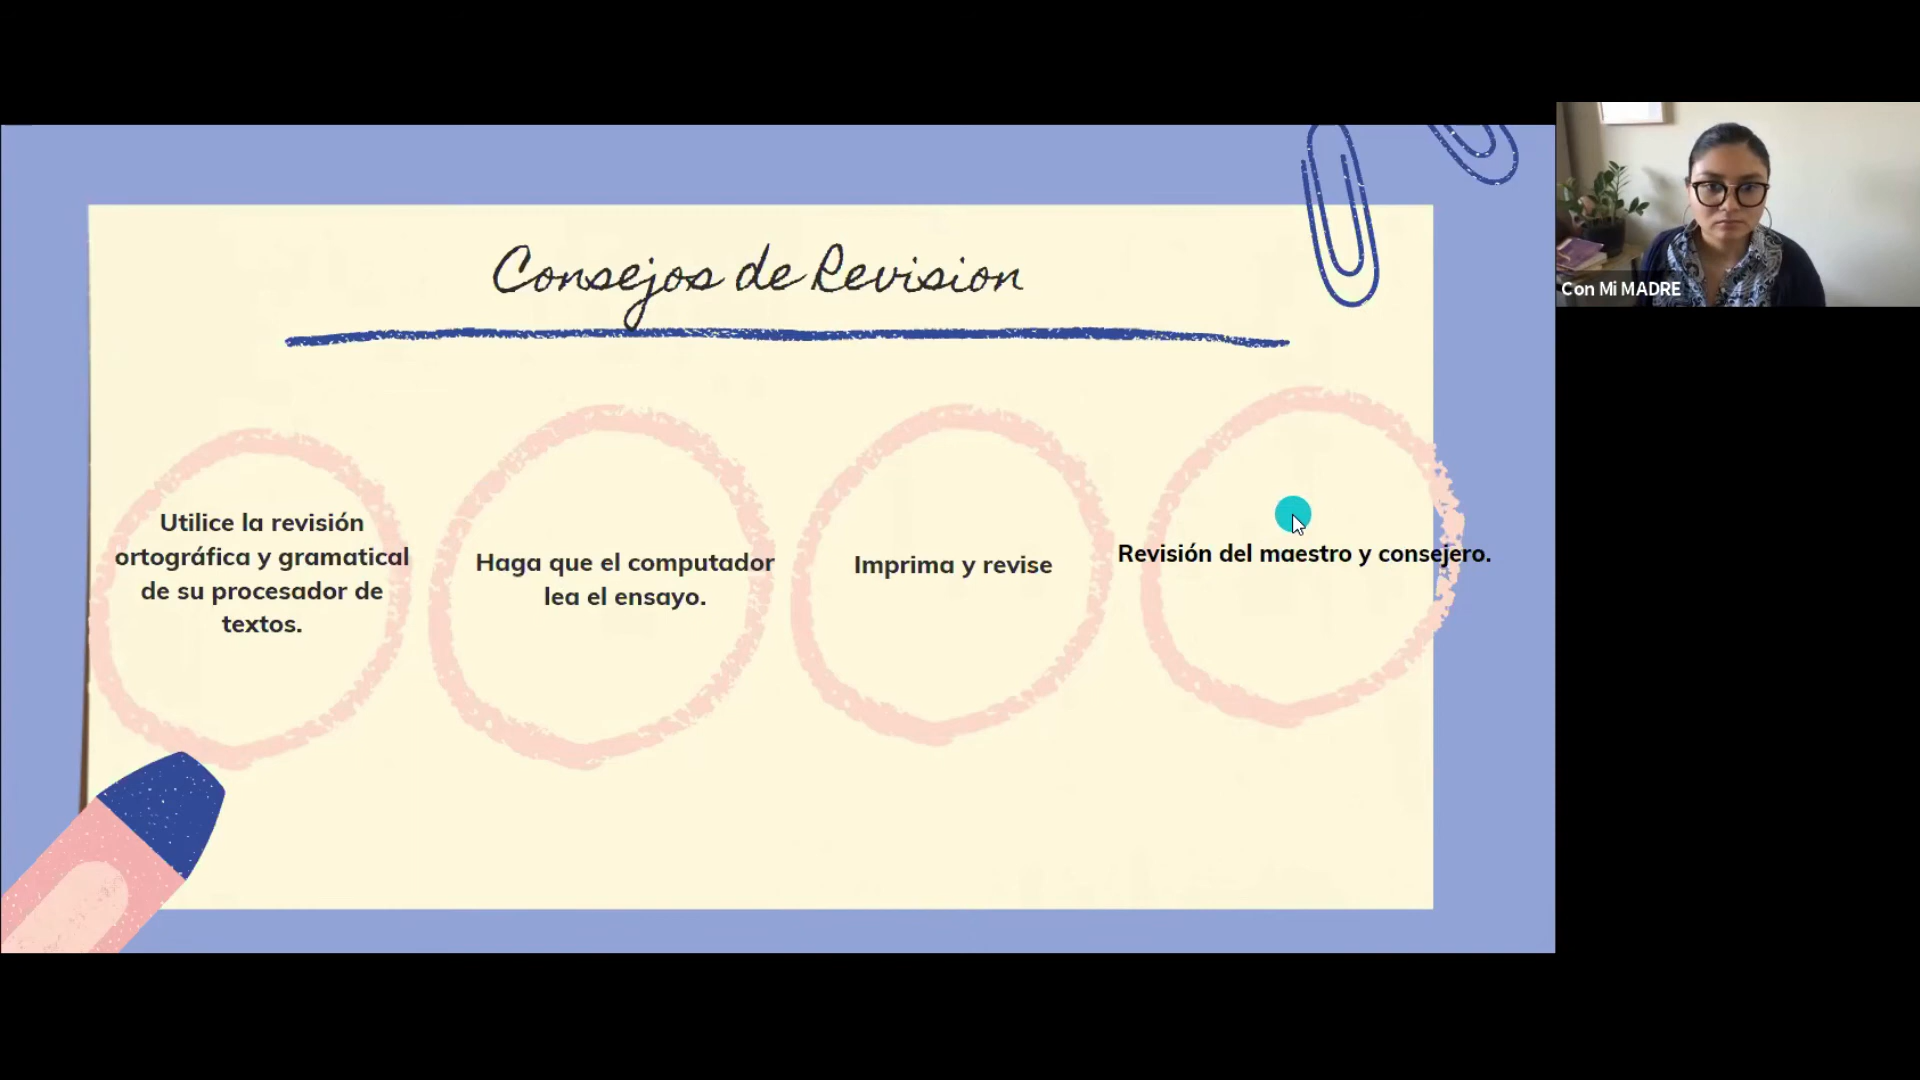 Consejos de Revision
Utilice la revisión
ortográfica y gramatical
de su procesador de
textos.
Haga que el computador
lea el ensayo.
Imprima y revise
Revisión del maestro y consejero.
Con Mi MADRE